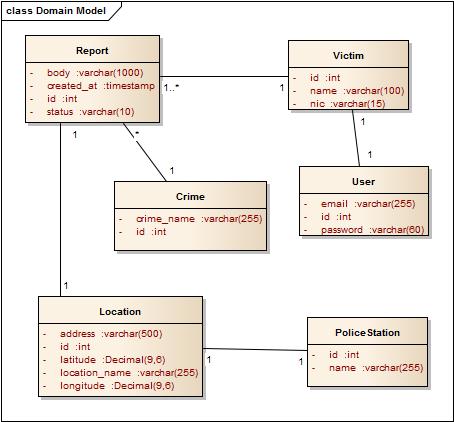 class Domain Model
Report
- body :varchar(1000)
- created_at :timestamp
- id :int
- status :varchar(10)
1..*
1
Victim
- id :int
- name :varchar(100)
- nic :varchar(15)
1
*
1
1
1
Crime
- crime_name :varchar(255)
- id :int
User
- email :varchar(255)
- id :int
- password :varchar(60)
1
Location
- address :varchar(500)
- id :int
- latitude :Decimal(9,6)
- location_name :varchar(255)
- longitude :Decimal(9,6)
1
1
PoliceStation
- id :int
- name :varchar(255)